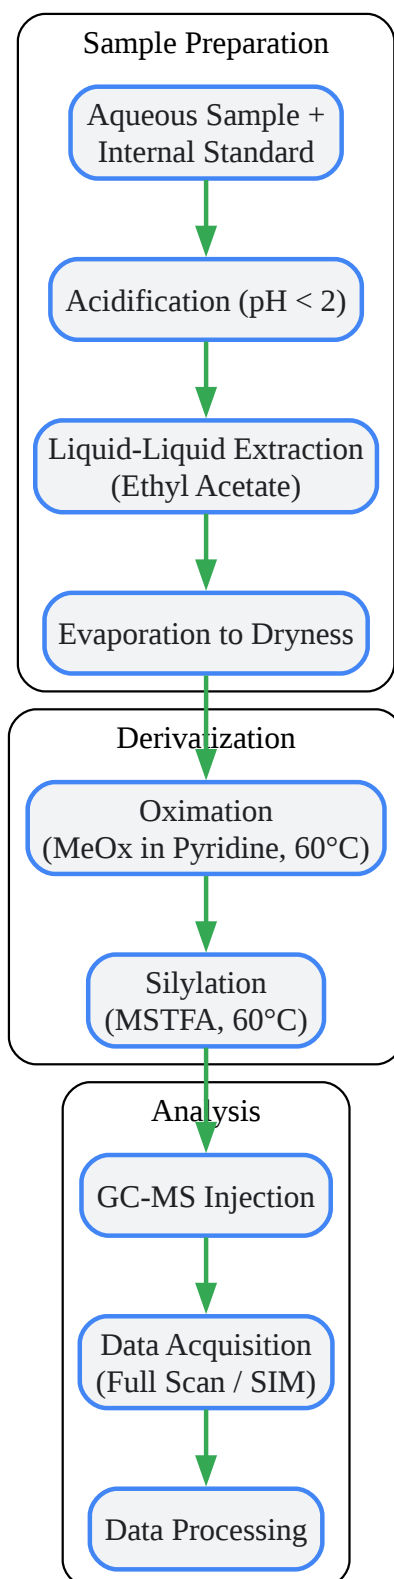 Sample Preparation
Aqueous Sample +
Internal Standard
Acidification (pH < 2)
Liquid-Liquid Extraction
(Ethyl Acetate)
Evaporation to Dryness
Derivatization
Oximation
(MeOx in Pyridine, 60°C)
Silylation
(MSTFA, 60°C)
Analysis
GC-MS Injection
Data Acquisition
(Full Scan / SIM)
Data Processing